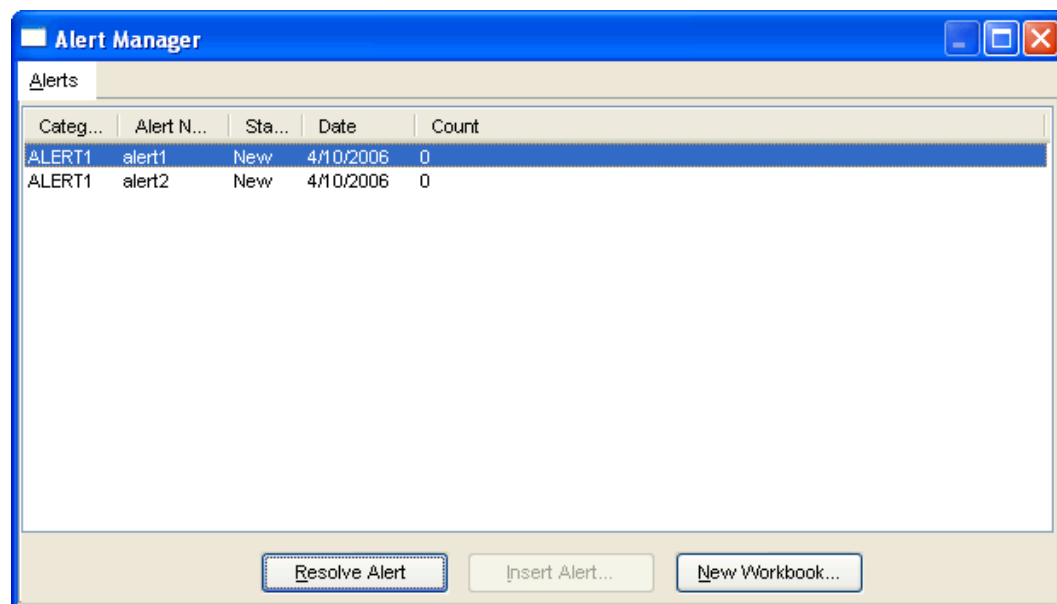 Alert Manager
Alerts
Categ... Alert N... Sta... Date Count
ALERT1 alert1 New 4/10/2006 0
ALERT1 alert2 New 4/10/2006 0
Resolve Alert Insert Alert... New Workbook...